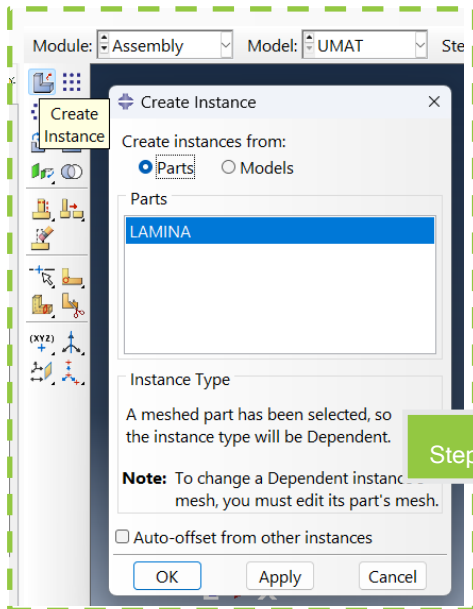 Module: Assembly Model: UMAT Ste
Create
Instance
Create Instance
Create instances from:
Parts Models
Parts
LAMINA
Instance Type
A meshed part has been selected, so
the instance type will be Dependent.
Note: To change a Dependent instance
mesh, you must edit its part's mesh.
Step
Auto-offset from other instances
OK Apply Cancel
(XYZ)